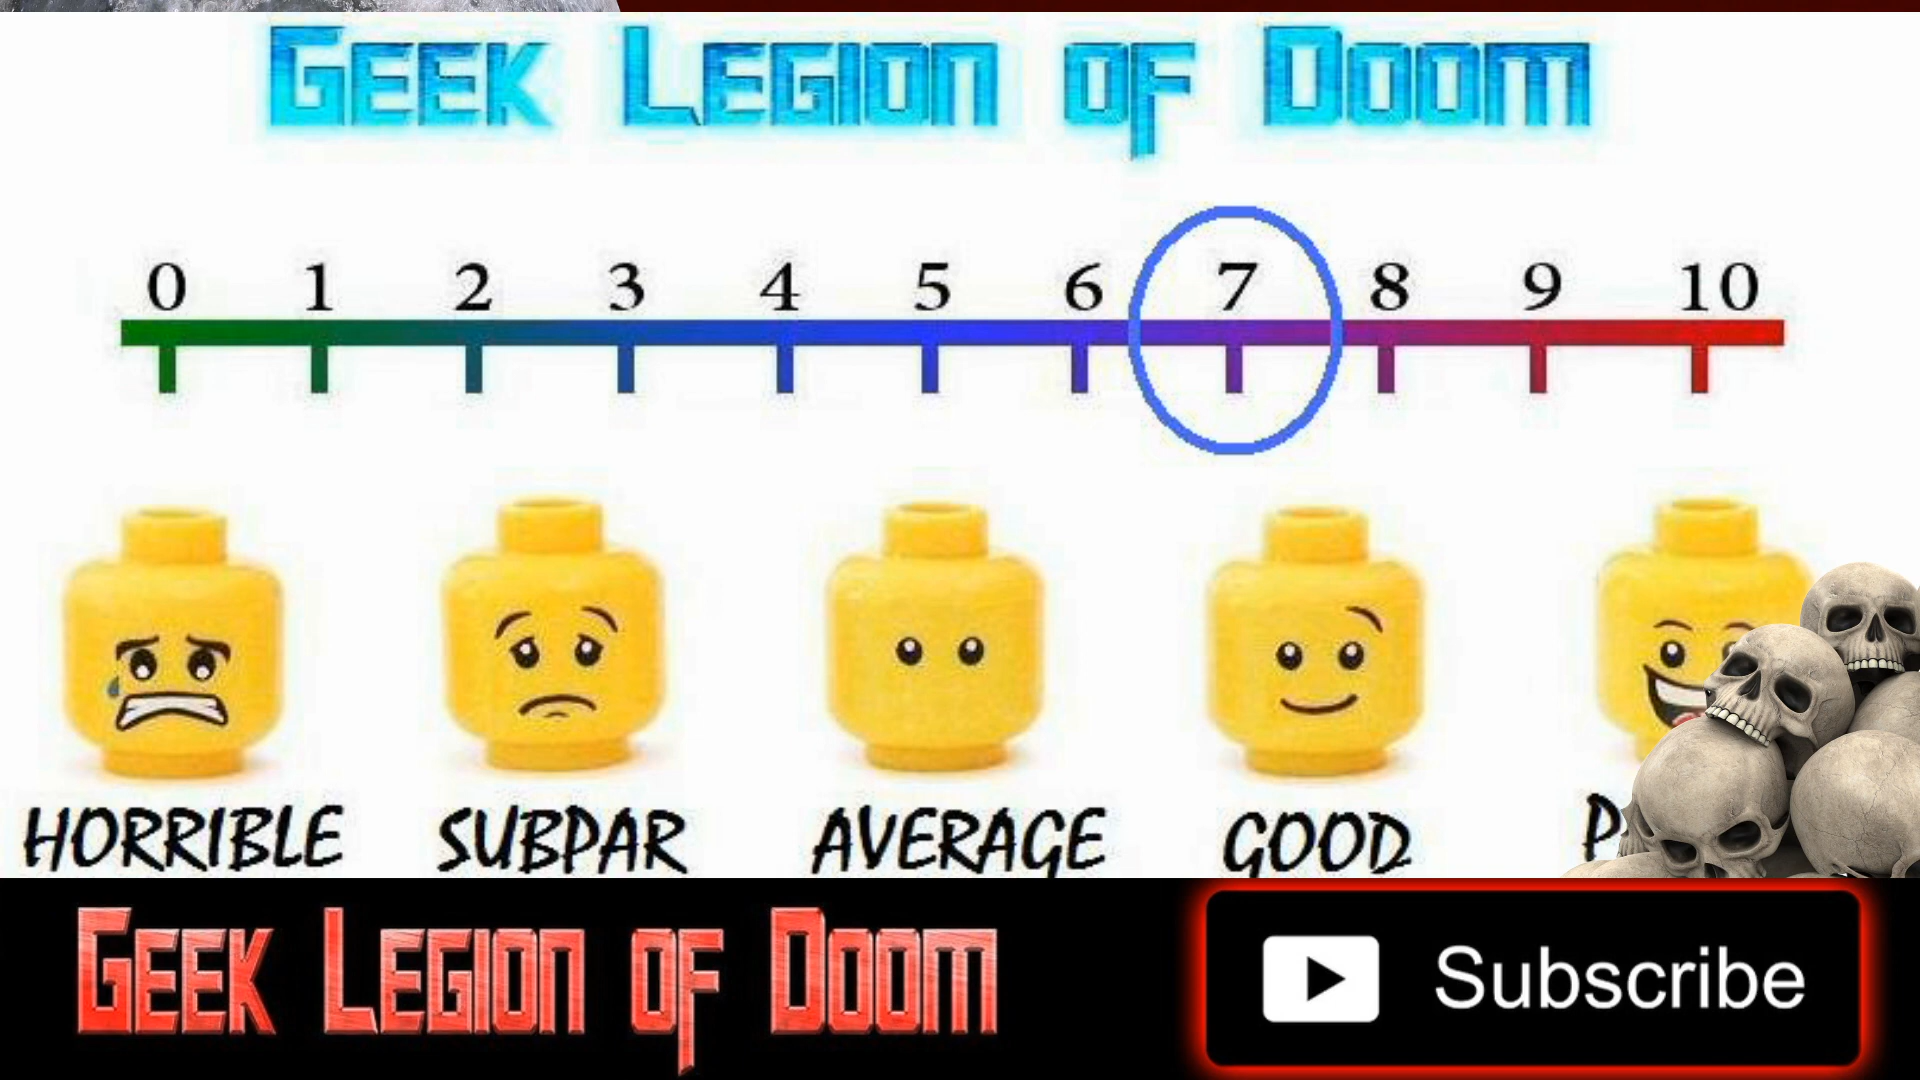 Geek Legion of Doom
0 1 2 3 4 5 6 7 8 9 10
HORRIBLE SUBPAR AVERAGE GOOD
Geek Legion of Doom
Subscribe